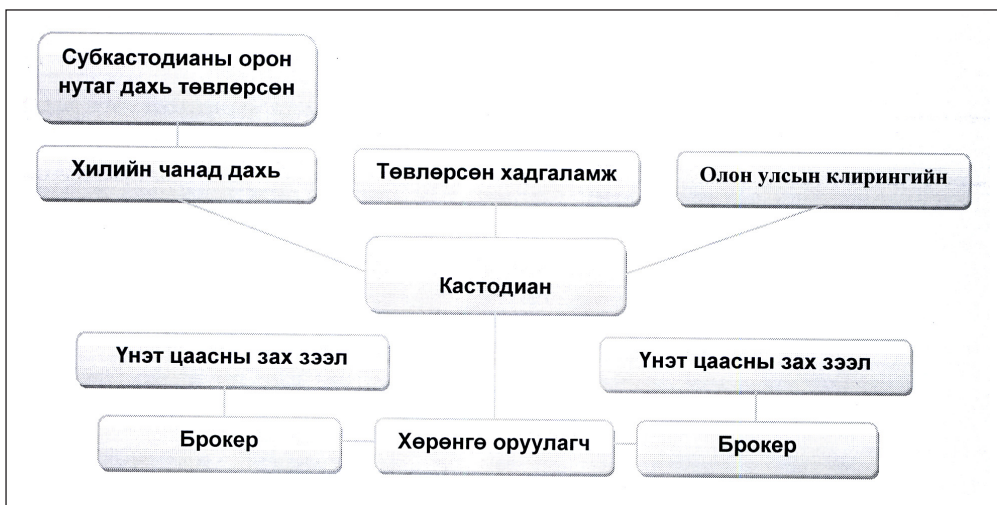 Субкастодианы орон
нутаг дахь төвлөрсөн
Хилийн чанад дахь
Төвлөрсөн хадгаламж
Олон улсын клирингийн
Кастодиан
Үнэт цаасны зах зээл
Үнэт цаасны зах зээл
Брокер
Хөрөнгө оруулагч
Брокер